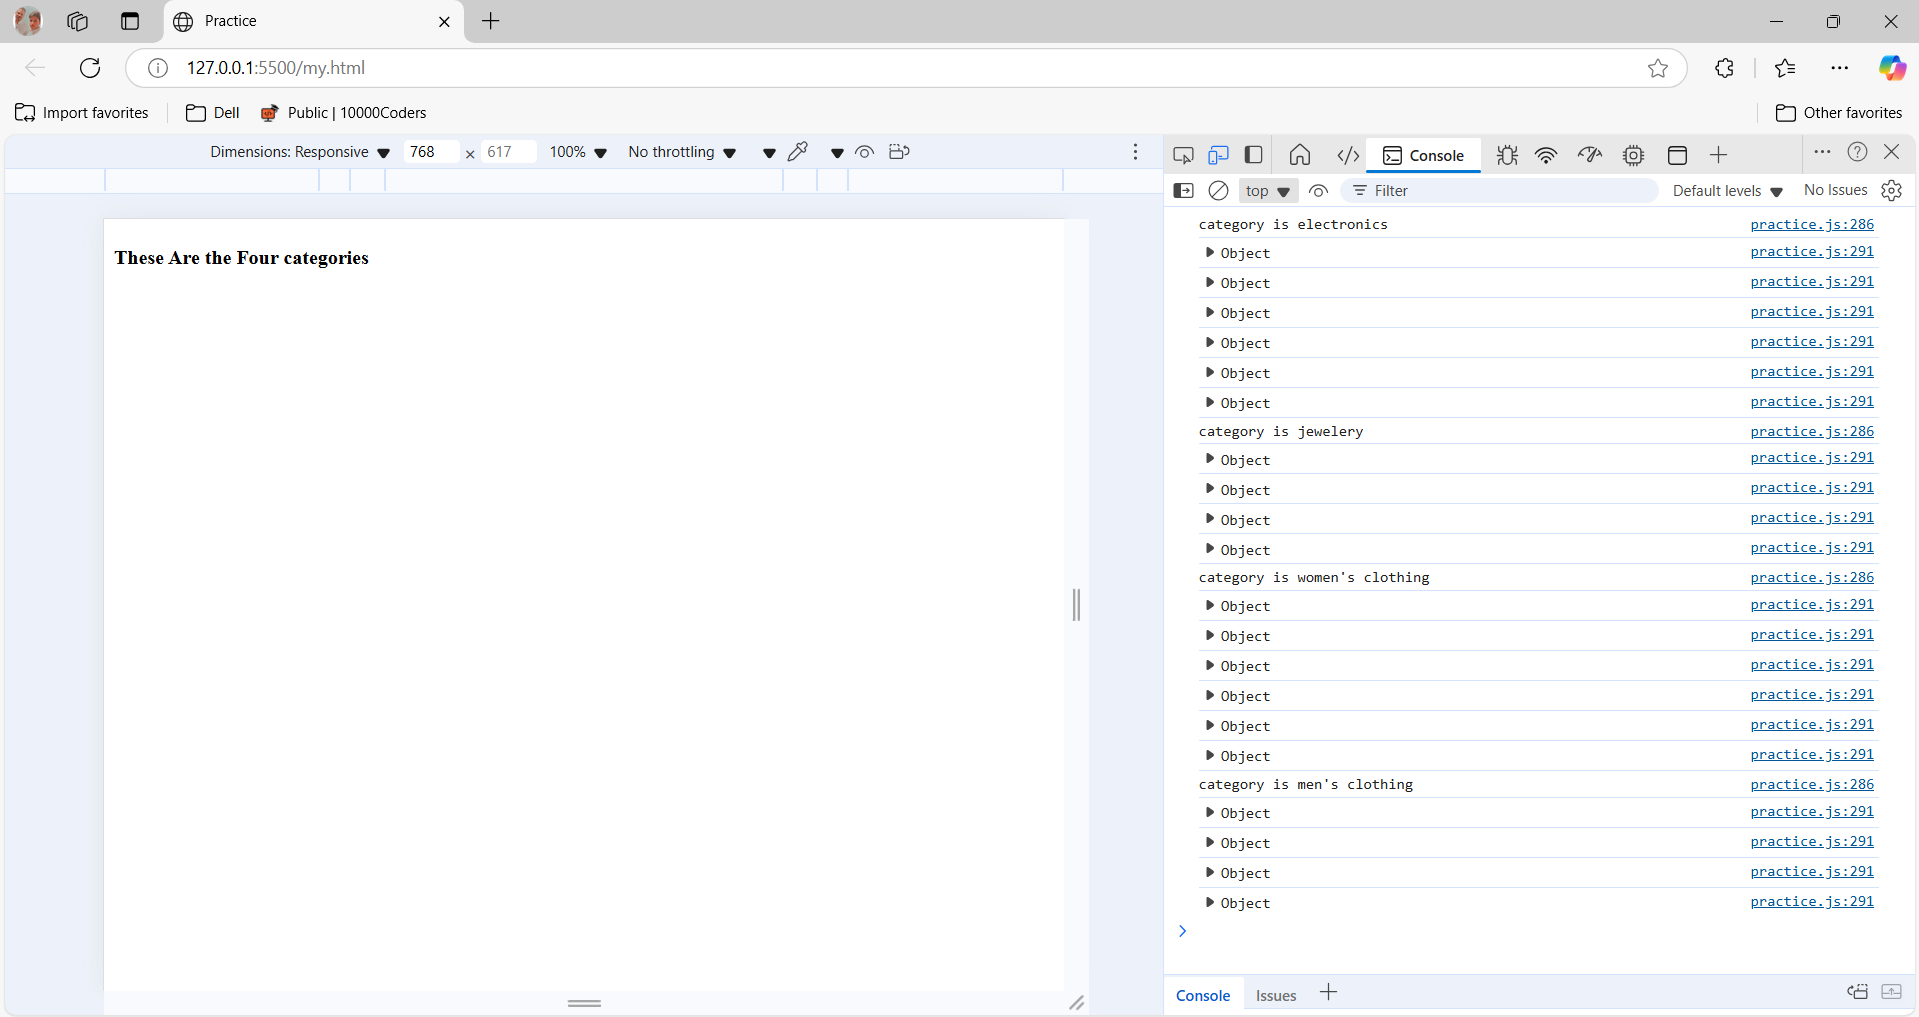 Practice
127.0.0.1:5500/my.html
Import favorites
Dell
Public | 10000Coders
Other favorites
Dimensions: Responsive 768 × 617 100% No throttling
Console
top
Filter
Default levels
No Issues
These Are the Four categories
category is electronics practice.js:286
Object practice.js:291
Object practice.js:291
Object practice.js:291
Object practice.js:291
Object practice.js:291
Object practice.js:291
category is jewelery practice.js:286
Object practice.js:291
Object practice.js:291
Object practice.js:291
Object practice.js:291
category is women's clothing practice.js:286
Object practice.js:291
Object practice.js:291
Object practice.js:291
Object practice.js:291
Object practice.js:291
Object practice.js:291
category is men's clothing practice.js:286
Object practice.js:291
Object practice.js:291
Object practice.js:291
Object practice.js:291
Console
Issues